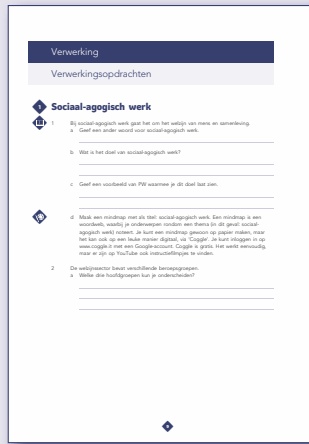 Verwerking
Verwerkingsopdrachten
1 Sociaal-agogisch werk
1 Bij sociaal-agogisch werk gaat het om het welzijn van mens en samenleving.
a Geef een ander woord voor sociaal-agogisch werk.
b Wat is het doel van sociaal-agogisch werk?
c Geef een voorbeeld van PW waarmee je dit doel laat zien.
d Maak een mindmap met als titel: sociaal-agogisch werk. Een mindmap is een
woordweb, waarbij je onderwerpen rondom een thema (in dit geval: sociaal-
agogisch werk) noteert. Je kunt een mindmap gewoon op papier maken, maar
het kan ook op een leuke manier digitaal, via 'Coggle'. Je kunt inloggen in op
www.coggle.it met een Google-account. Coggle is gratis. Het werkt eenvoudig,
maar er zijn op YouTube ook instructiefilmpjes te vinden.
2 De welzijnssector bevat verschillende beroepsgroepen.
a Welke drie hoofdgroepen kun je onderscheiden?